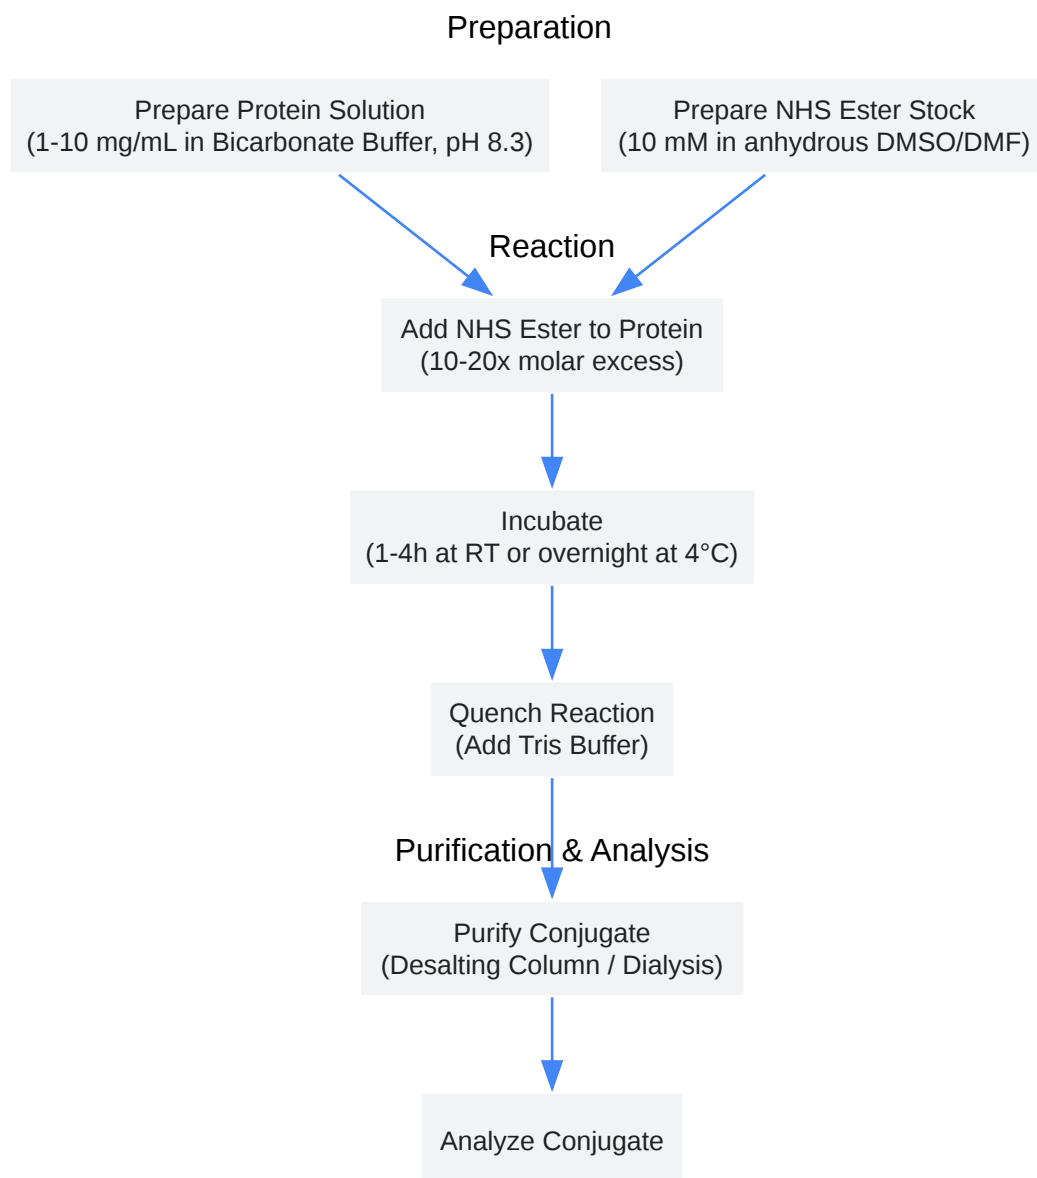 Preparation
Prepare Protein Solution
(1-10 mg/mL in Bicarbonate Buffer, pH 8.3)
Prepare NHS Ester Stock
(10 mM in anhydrous DMSO/DMF)
Reaction
Add NHS Ester to Protein
(10-20x molar excess)
Incubate
(1-4h at RT or overnight at 4°C)
Quench Reaction
(Add Tris Buffer)
Purification & Analysis
Purify Conjugate
(Desalting Column / Dialysis)
Analyze Conjugate